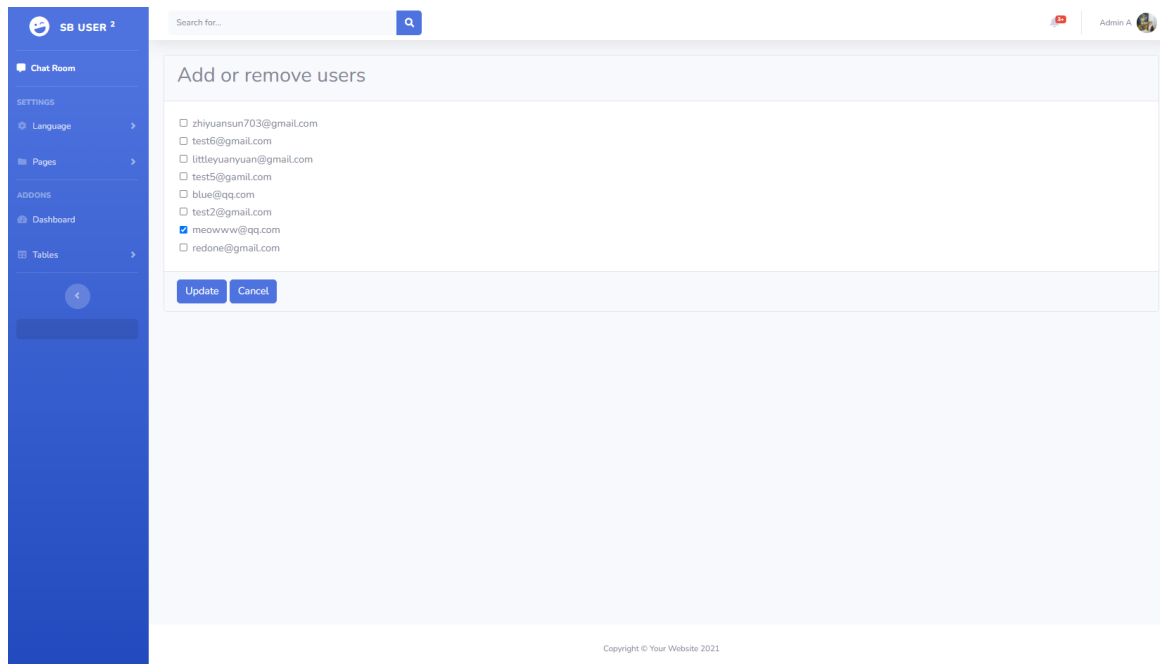 SB USER 2
Search for...
3+
Admin A
Chat Room
SETTINGS
Language
Pages
ADDONS
Dashboard
Tables
Add or remove users
zhiyuansun703@gmail.com
test6@gmail.com
littleyuanyuan@gmail.com
test5@gamil.com
blue@qq.com
test2@gmail.com
meowww@qq.com
redone@gmail.com
Update Cancel
Copyright © Your Website 2021